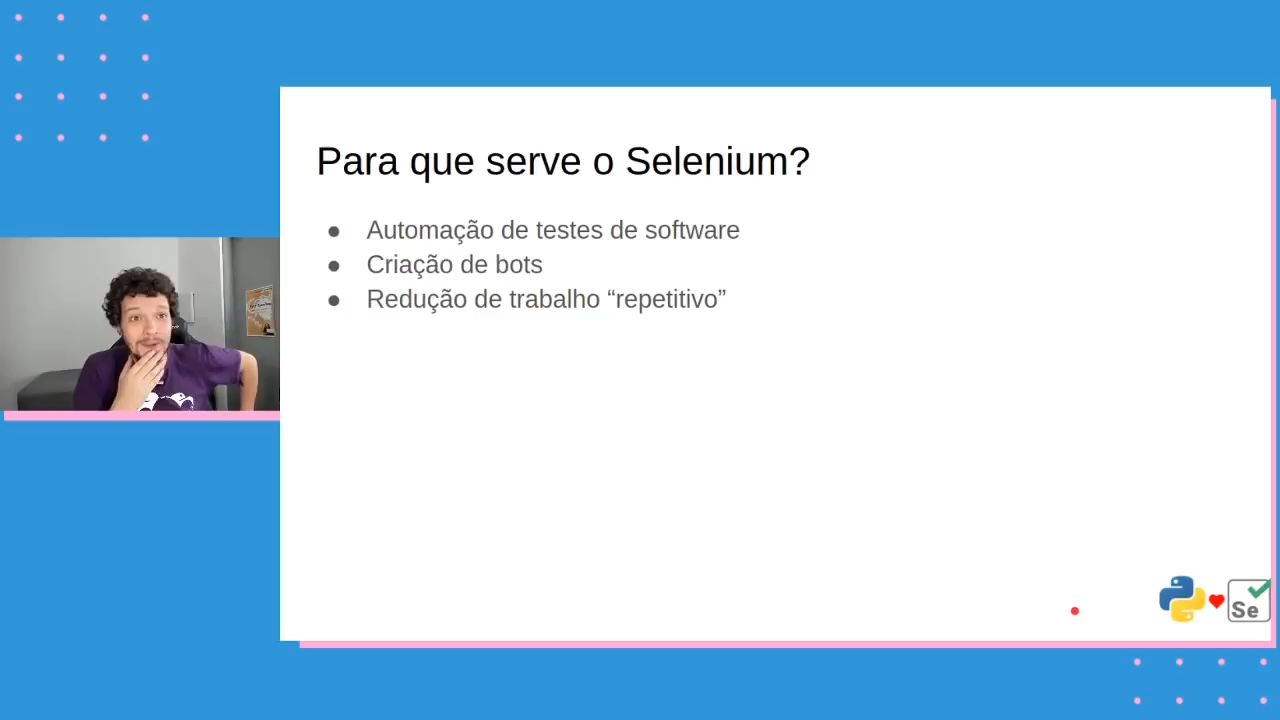 Para que serve o Selenium?
● Automação de testes de software
● Criação de bots
● Redução de trabalho “repetitivo”
Se